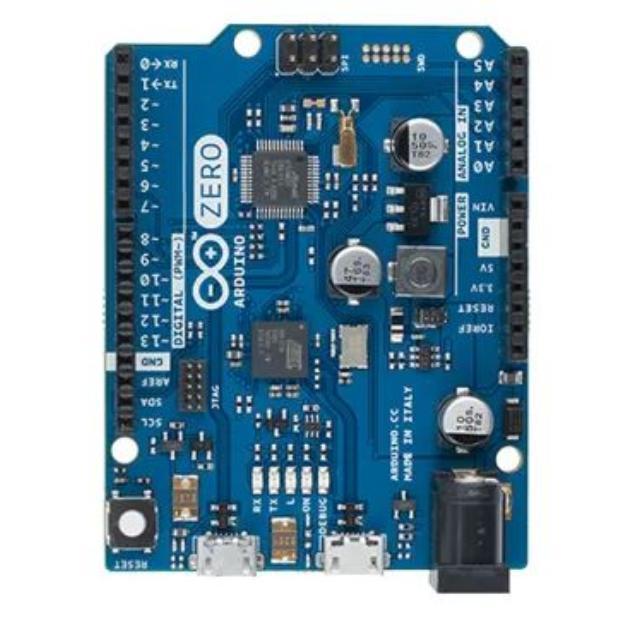 SPI
SWD
RX←0
TX→1
~2
~3
~4
~5
~6
7
~8
~9
~10
~11
~12
~13
GND
AREF
SDA
SCL
DIGITAL (PWM~)
ZERO
ARDUINO
A5
A4
A3
A2
A1
A0
ANALOG IN
VIN
GND
5V
3.3V
RESET
IOREF
POWER
JTAG
RX
TX
L
ON
DEBUG
ARDUINO.CC
MADE IN ITALY
RESET